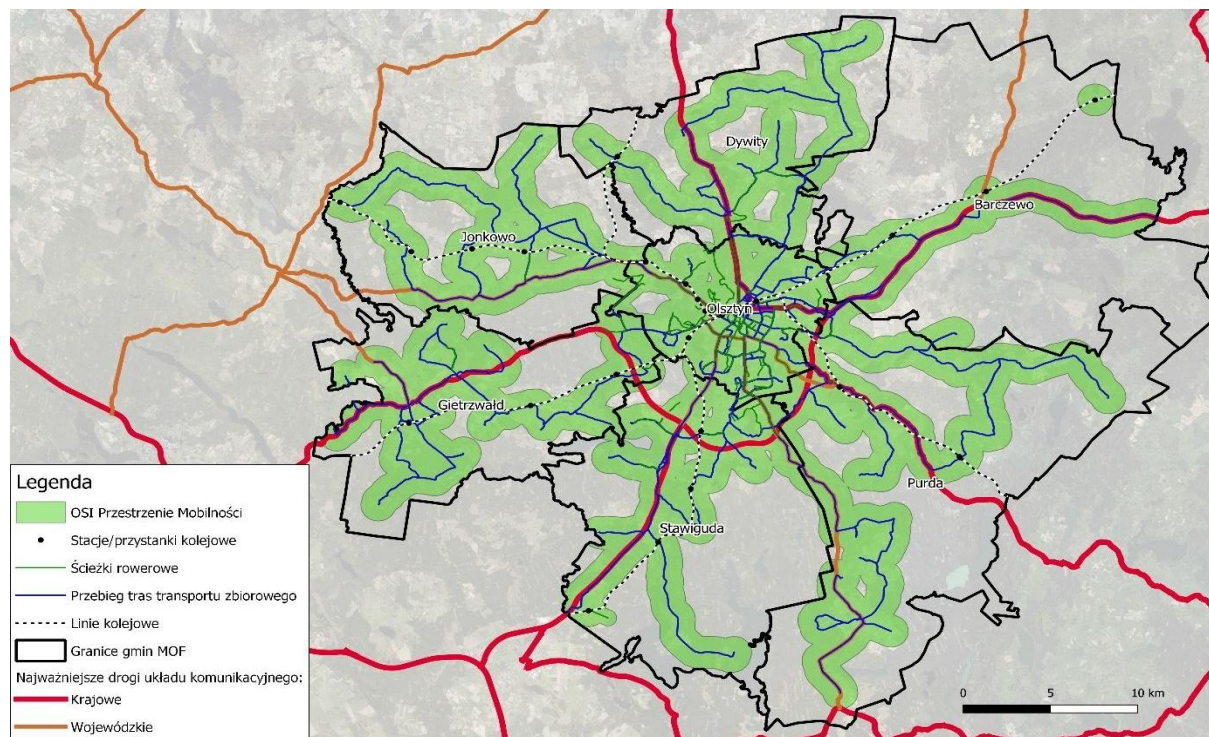 Dywity
Barczewo
Jonkowo
Olsztyn
Gietrzwałd
Purda
Stawiguda
Legenda
OSI Przestrzenie Mobilności
Stacje/przystanki kolejowe
Ścieżki rowerowe
Przebieg tras transportu zbiorowego
Linie kolejowe
Granice gmin MOF
Najważniejsze drogi układu komunikacyjnego:
Krajowe
Wojewódzkie
0 5 10 km